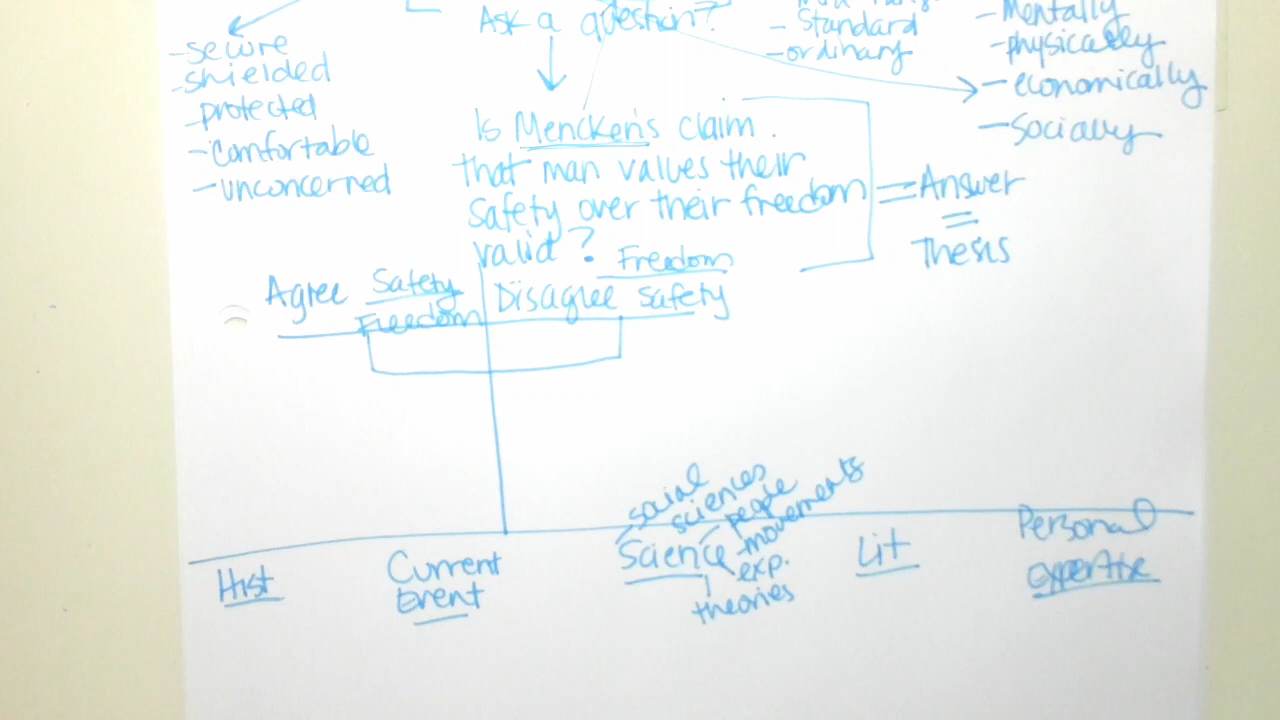 Ask a question?
- Standard
- ordinary
- Mentally
- physically
- economically
- Socially
- secure
- shielded
- protected
- comfortable
- unconcerned
Is Mencken's claim
that man values their
safety over their freedom
valid?
= Answer
=
Thesis
Agree Safety
Freedom
Freedom
Disagree Safety
Hist
Current
Event
social
sciences
people
movements
Science
exp.
theories
Lit
Personal
expertise